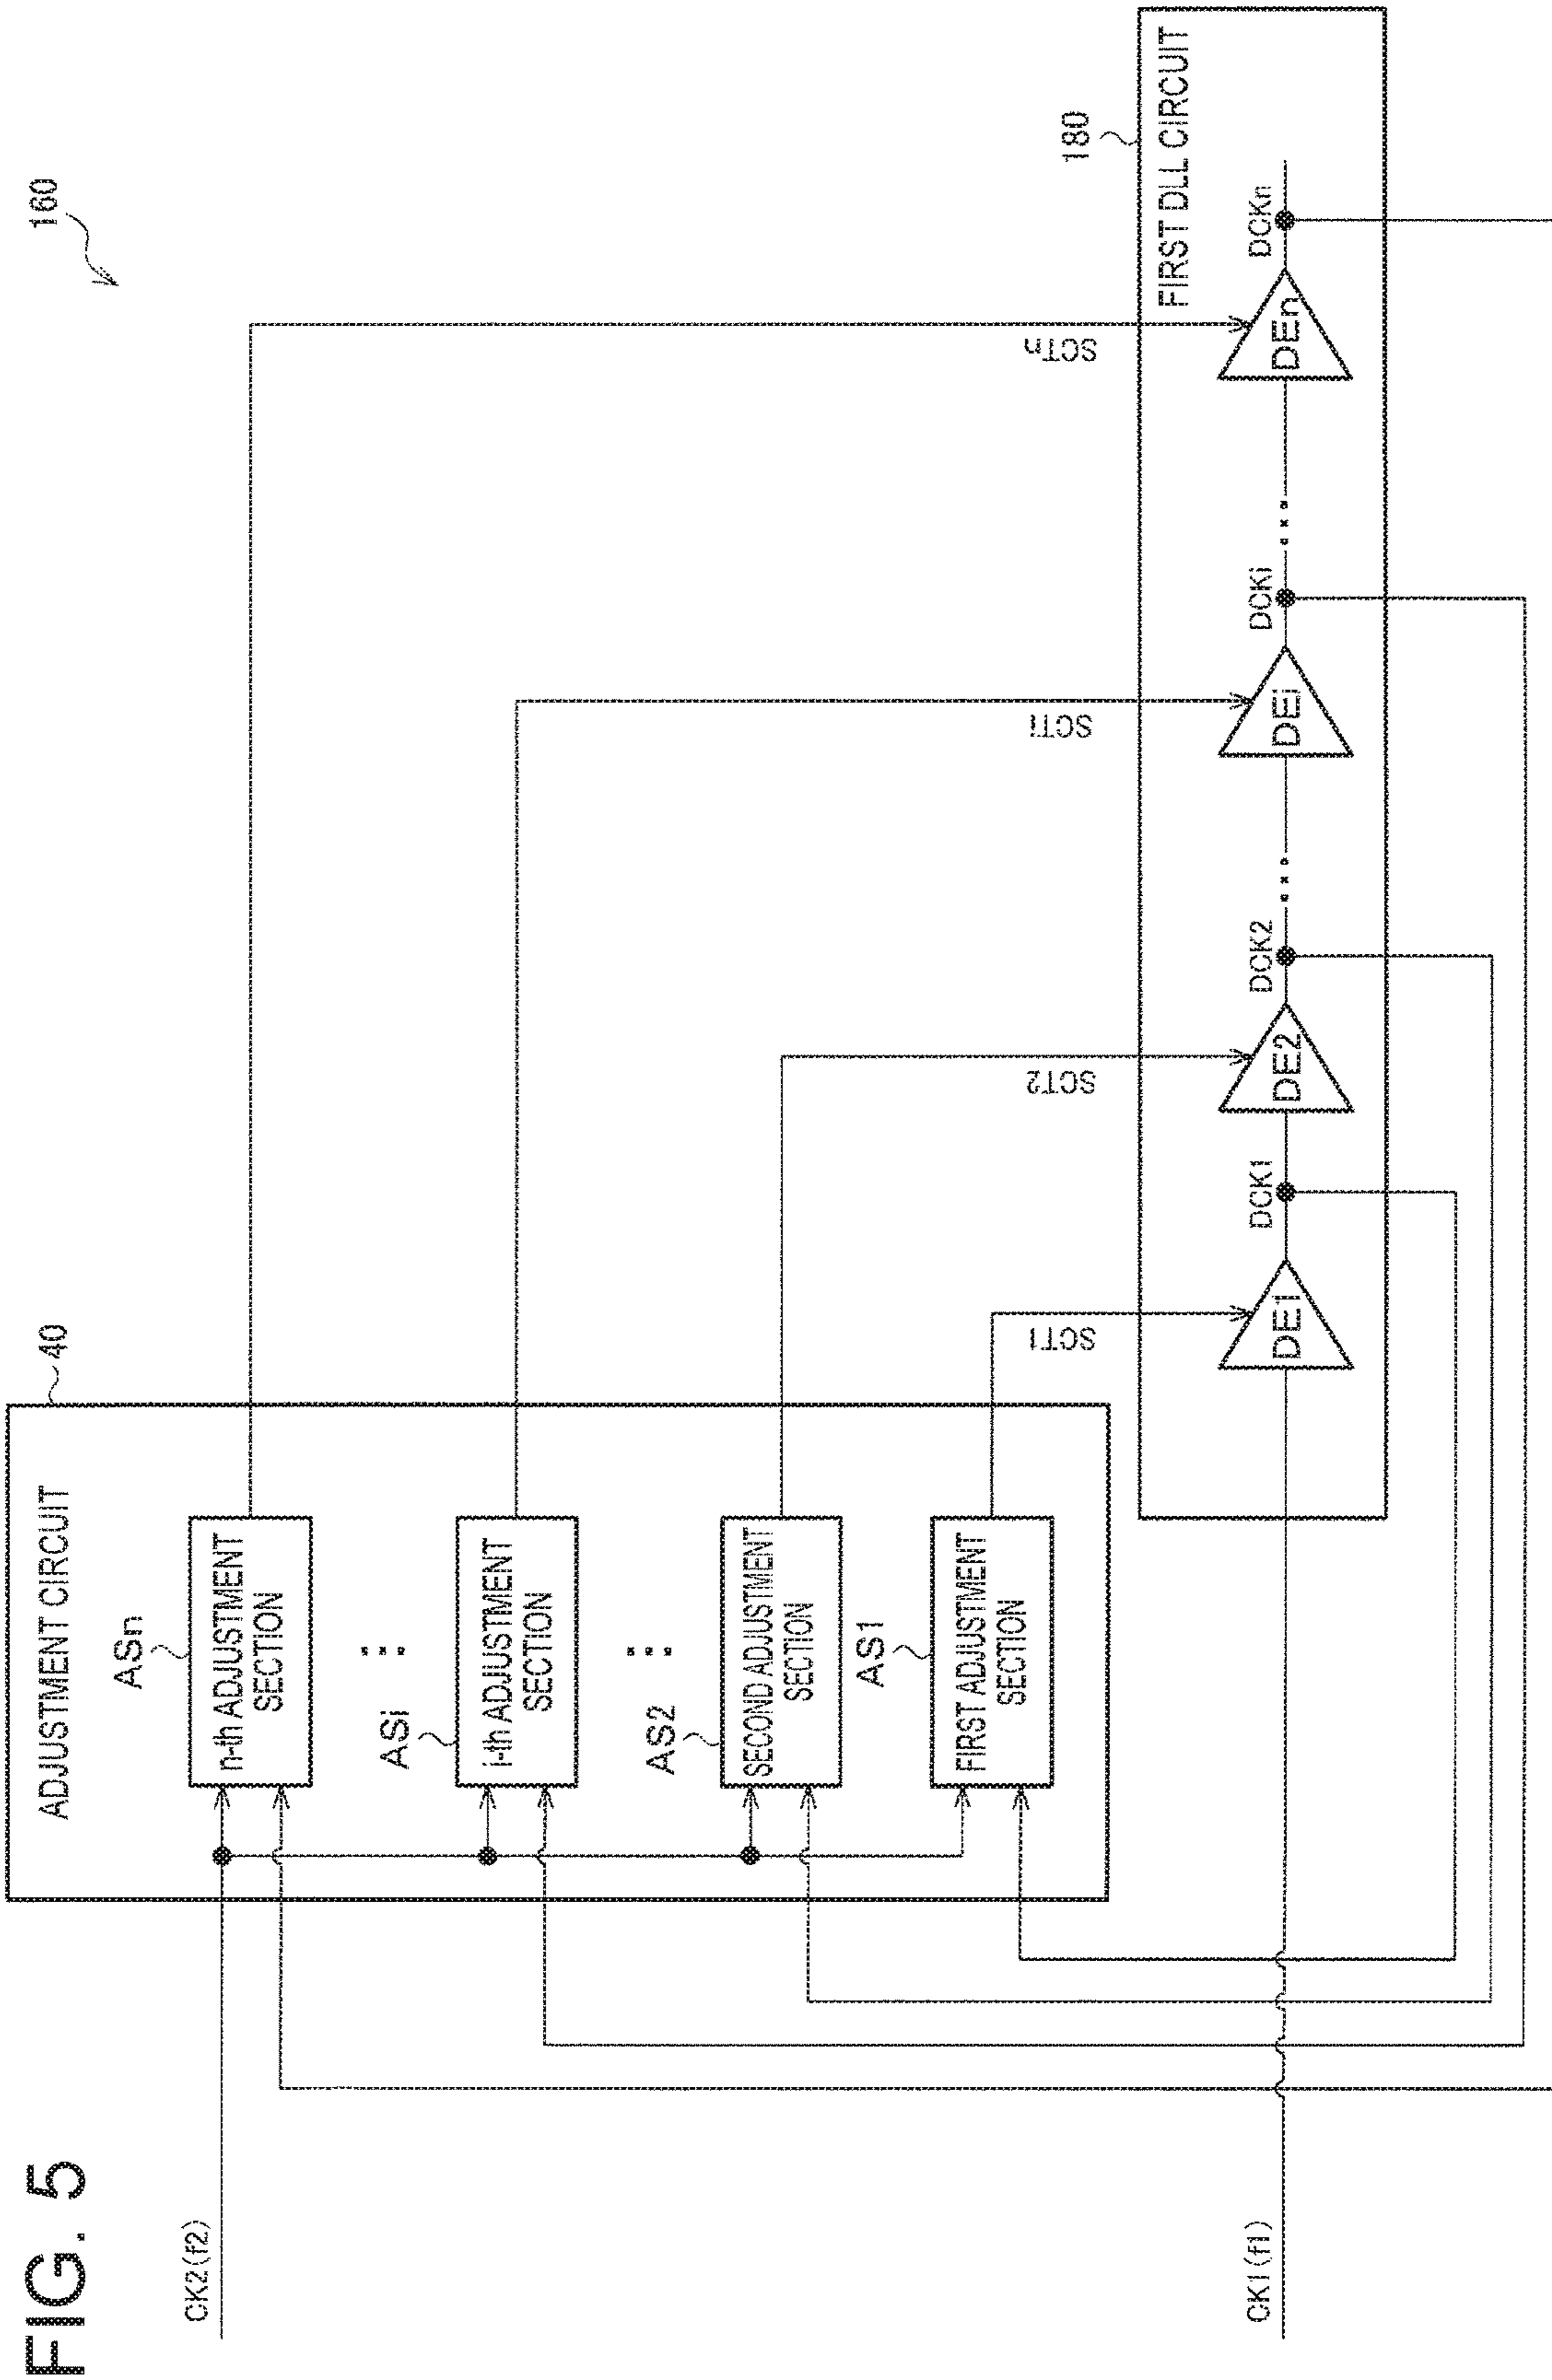 FIG. 5
160
ADJUSTMENT CIRCUIT
40
CK2(f2)
ASn
n-th ADJUSTMENT
SECTION
ASi
i-th ADJUSTMENT
SECTION
AS2
SECOND ADJUSTMENT
SECTION
AS1
FIRST ADJUSTMENT
SECTION
SCT1
SCT2
SCTi
SCTn
180
FIRST DLL CIRCUIT
CK1(f1)
DE1
DCK1
DE2
DCK2
DEi
DCKi
DEn
DCKn